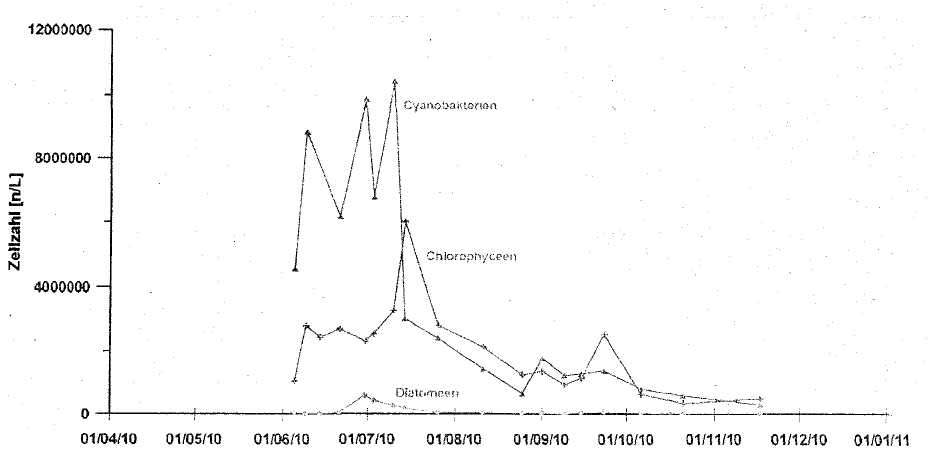 12000000
Cyanobakterien
8000000
Zellzahl [n/L]
Chlorophyceen
4000000
Diatomeen
0
01/04/10 01/05/10 01/06/10 01/07/10 01/08/10 01/09/10 01/10/10 01/11/10 01/12/10 01/01/11